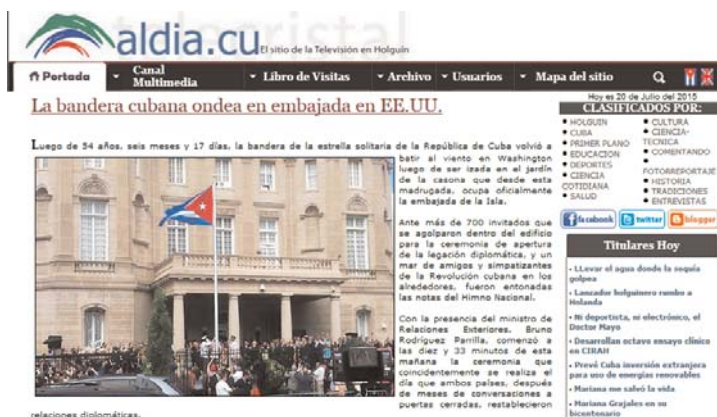 aldia.cu
El sitio de la Televisión en Holguín
Portada
Canal
Multimedia
Libro de Visitas
Archivo
Usuarios
Mapa del sitio
La bandera cubana ondea en embajada en EE.UU.
Luego de 54 años, seis meses y 17 días, la bandera de la estrella solitaria de la República de Cuba volvió a
batir al viento en Washington
luego de ser izada en el jardín
de la casona que desde esta
madrugada, ocupa oficialmente
la embajada de la Isla.
Ante más de 700 invitados que
se agolparon dentro del edificio
para la ceremonia de apertura
de la legación diplomática, y un
mar de amigos y simpatizantes
de la Revolución cubana en los
alrededores, fueron entonadas
las notas del Himno Nacional.
Con la presencia del ministro de
Relaciones Exteriores, Bruno
Rodríguez Parrilla, comenzó a
las diez y 33 minutos de esta
mañana la ceremonia que
coincidentemente se realiza el
día que ambos países, después
de meses de conversaciones a
puertas cerradas, restablecieron
relaciones diplomáticas.
Hoy es 20 de Julio del 2015
CLASIFICADOS POR:
HOLGUIN
CUBA
PRIMER PLANO
EDUCACION
DEPORTES
CIENCIA
COTIDIANA
SALUD
CULTURA
CIENCIA-
TECNICA
COMENTANDO
FOTORREPORTAJE
HISTORIA
TRADICIONES
ENTREVISTAS
facebook
twitter
blogger
Titulares Hoy
LLevar el agua donde la sequía
golpea
Lanzador holguinero rumbo a
Holanda
Ni deportista, ni electrónico, el
Doctor Mayo
Desarrollan octavo ensayo clínico
en CIRAH
Prevé Cuba inversión extranjera
para uso de energías renovables
Mariana me salvó la vida
Mariana Grajales en su
bicentenario